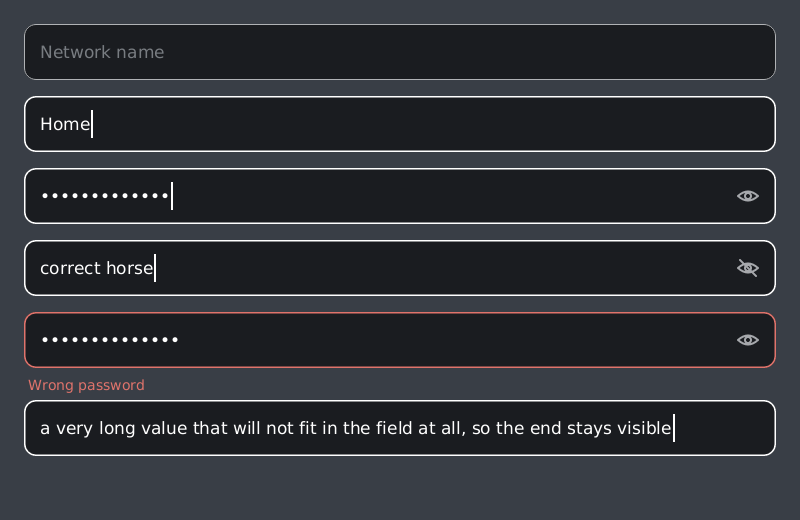 Network name
Home
•••••••••••••
correct horse
••••••••••••••
Wrong password
a very long value that will not fit in the field at all, so the end stays visible